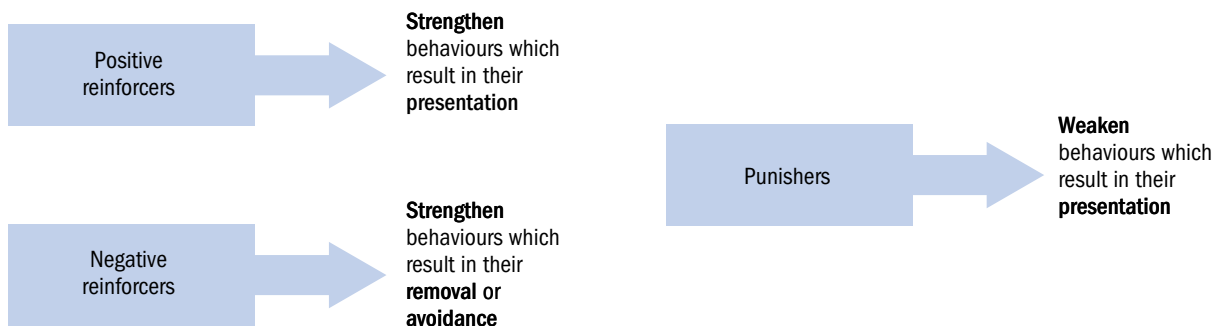 Positive
reinforcers
Strengthen
behaviours which
result in their
presentation
Negative
reinforcers
Strengthen
behaviours which
result in their
removal or
avoidance
Punishers
Weaken
behaviours which
result in their
presentation